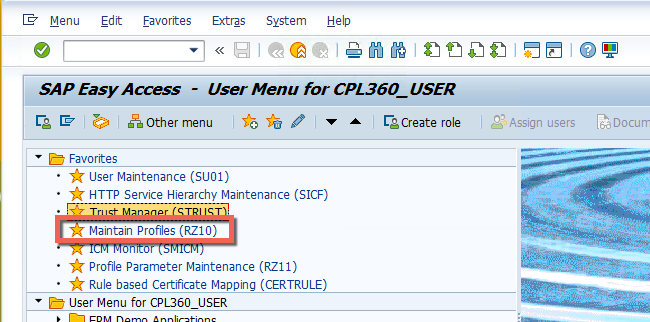 Menu Edit Favorites Extras System Help
SAP Easy Access - User Menu for CPL360_USER
Other menu Create role Assign users Docum
Favorites
User Maintenance (SU01)
HTTP Service Hierarchy Maintenance (SICF)
Trust Manager (STRUST)
Maintain Profiles (RZ10)
ICM Monitor (SMICM)
Profile Parameter Maintenance (RZ11)
Rule based Certificate Mapping (CERTRULE)
User Menu for CPL360_USER
EPM Demo Applications